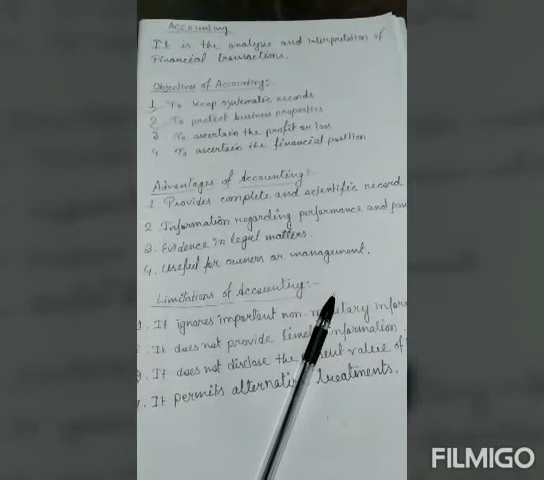 Accounting
It is the analysis and interpretation of
Financial transactions.
Objectives of Accounting:-
1 To keep systematic records
2 To protect business properties
3 To ascertain the profit or loss
4 To ascertain the financial position
Advantages of Accounting:-
1 Provides complete and scientific record
2 Information regarding performance and
3. Evidence in legal matters.
4. Useful for owners or management.
Limitations of Accounting:-
1. It ignores important non-
It does not provide
It does not disclose the value of
It permits treatments.
FILMIGO